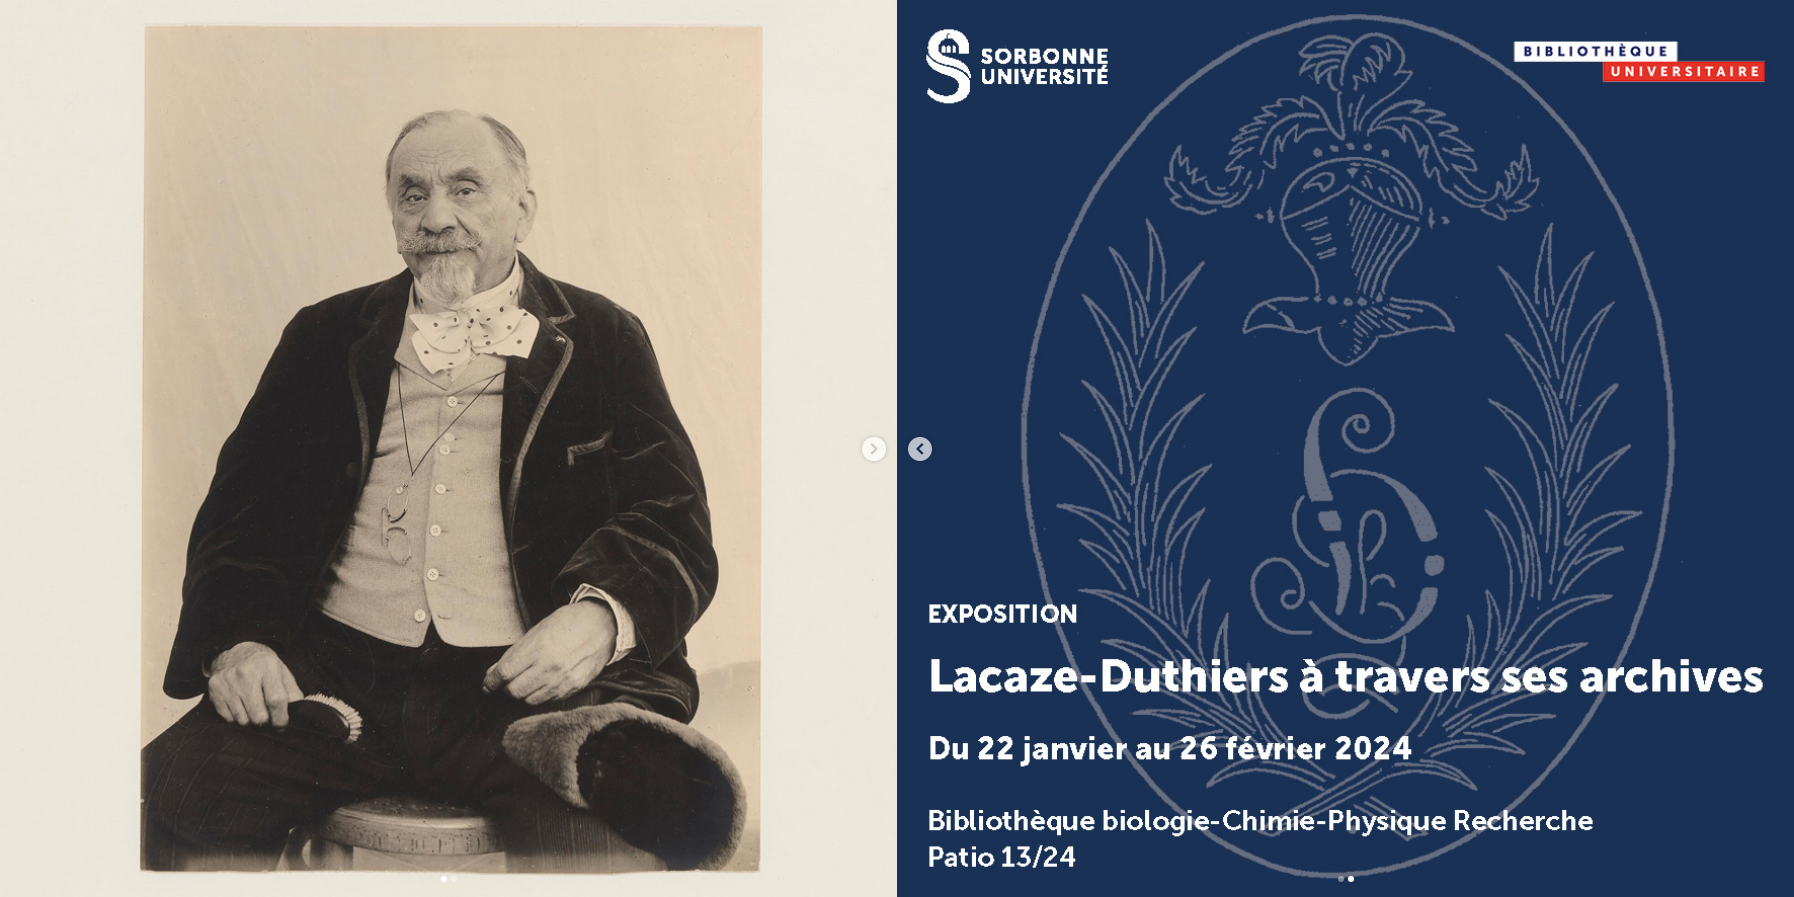 SORBONNE
UNIVERSITÉ
BIBLIOTHÈQUE
UNIVERSITAIRE
EXPOSITION
Lacaze-Duthiers à travers ses archives
Du 22 janvier au 26 février 2024
Bibliothèque biologie-Chimie-Physique Recherche
Patio 13/24